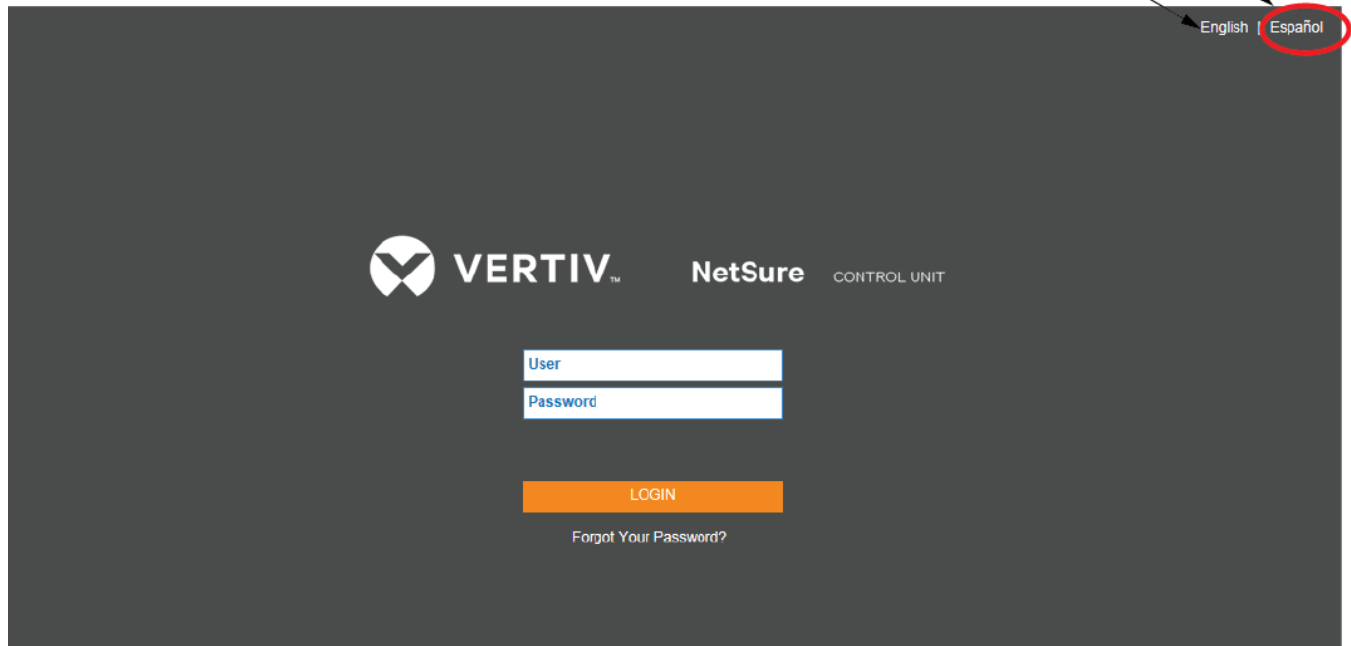 English | Español
VERTIV™ NetSure CONTROL UNIT
User
Password
LOGIN
Forgot Your Password?